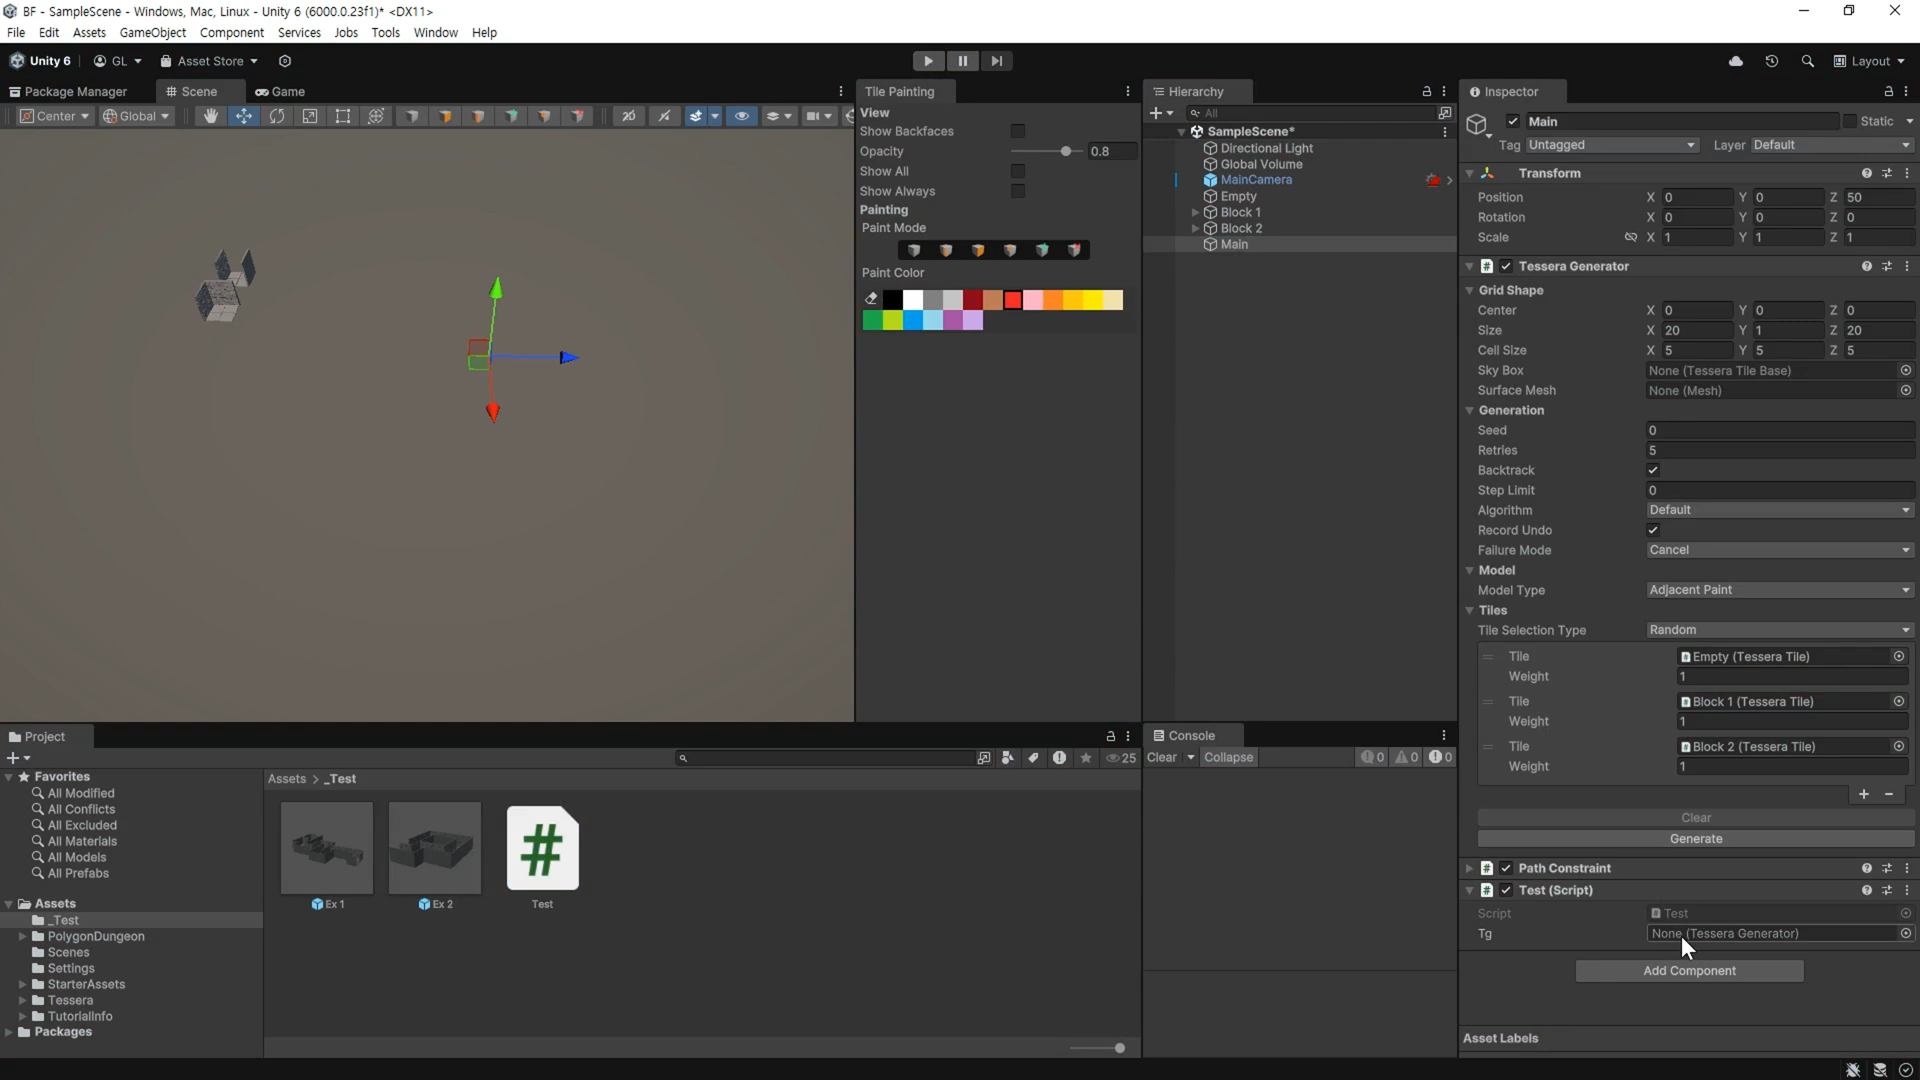 BF - SampleScene - Windows, Mac, Linux - Unity 6 (6000.0.23f1)* <DX11>
File Edit Assets GameObject Component Services Jobs Tools Window Help
Unity 6 GL Asset Store Layout
Package Manager Scene Game
Center Global 2D
Tile Painting
View
Show Backfaces
Opacity 0.8
Show All
Show Always
Painting
Paint Mode
Paint Color
Hierarchy
All
SampleScene*
Directional Light
Global Volume
MainCamera
Empty
Block 1
Block 2
Main
Inspector
Main Static
Tag Untagged Layer Default
Transform
Position X 0 Y 0 Z 50
Rotation X 0 Y 0 Z 0
Scale X 1 Y 1 Z 1
Tessera Generator
Grid Shape
Center X 0 Y 0 Z 0
Size X 20 Y 1 Z 20
Cell Size X 5 Y 5 Z 5
Sky Box None (Tessera Tile Base)
Surface Mesh None (Mesh)
Generation
Seed 0
Retries 5
Backtrack
Step Limit 0
Algorithm Default
Record Undo
Failure Mode Cancel
Model
Model Type Adjacent Paint
Tiles
Tile Selection Type Random
Tile Empty (Tessera Tile)
Weight 1
Tile Block 1 (Tessera Tile)
Weight 1
Tile Block 2 (Tessera Tile)
Weight 1
Clear
Generate
Path Constraint
Test (Script)
Script Test
Tg None (Tessera Generator)
Add Component
Asset Labels
Project
25
Favorites
All Modified
All Conflicts
All Excluded
All Materials
All Models
All Prefabs
Assets
_Test
PolygonDungeon
Scenes
Settings
StarterAssets
Tessera
TutorialInfo
Packages
Assets > _Test
Ex 1 Ex 2 Test
Console
Clear Collapse 0 0 0